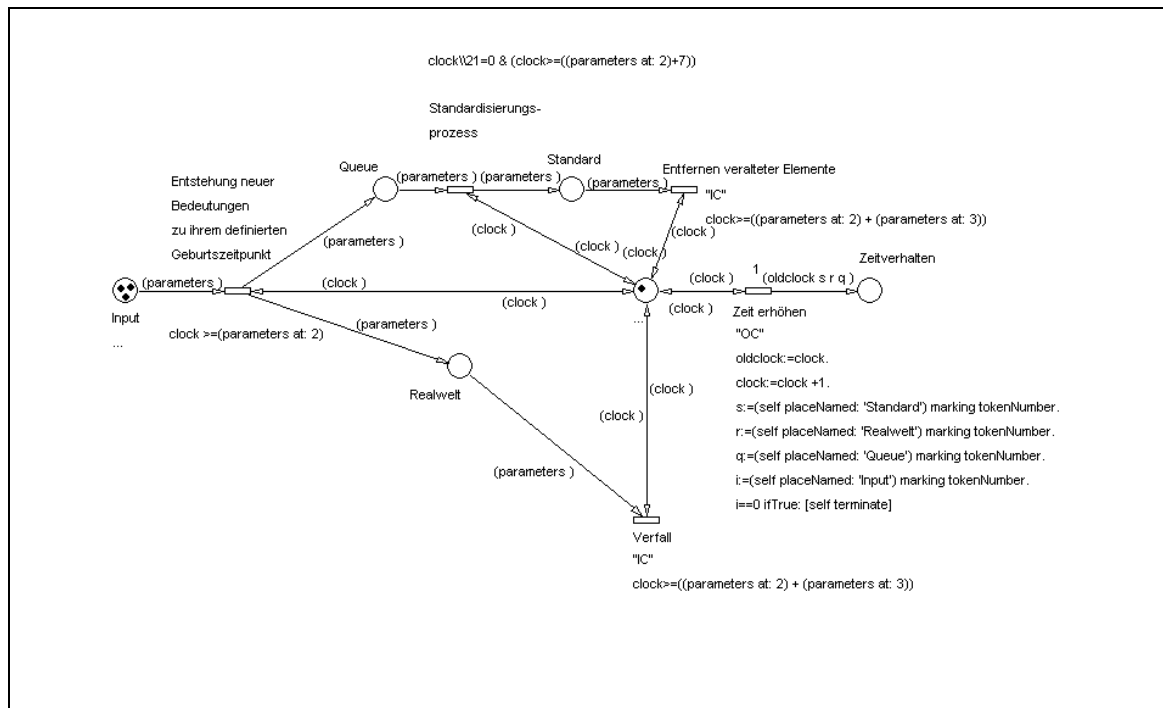 clock\\21=0 & (clock>=((parameters at: 2)+7))
Standardisierungs-
prozess
Queue
Standard
Entfernen veralteter Elemente
(parameters )
(parameters )
(parameters )
"IC"
clock>=((parameters at: 2) + (parameters at: 3))
Entstehung neuer
Bedeutungen
zu ihrem definierten
Geburtszeitpunkt
(parameters )
(clock )
(clock )
(clock )
(clock )
(parameters )
(clock )
(clock )
(clock )
1
(oldclock s r q )
Zeitverhalten
Input
...
clock >=(parameters at: 2)
(parameters )
Realwelt
...
Zeit erhöhen
"OC"
oldclock:=clock.
clock:=clock +1.
s:=(self placeNamed: 'Standard') marking tokenNumber.
r:=(self placeNamed: 'Realwelt') marking tokenNumber.
q:=(self placeNamed: 'Queue') marking tokenNumber.
i:=(self placeNamed: 'Input') marking tokenNumber.
i==0 ifTrue: [self terminate]
(clock )
(clock )
(parameters )
Verfall
"IC"
clock>=((parameters at: 2) + (parameters at: 3))